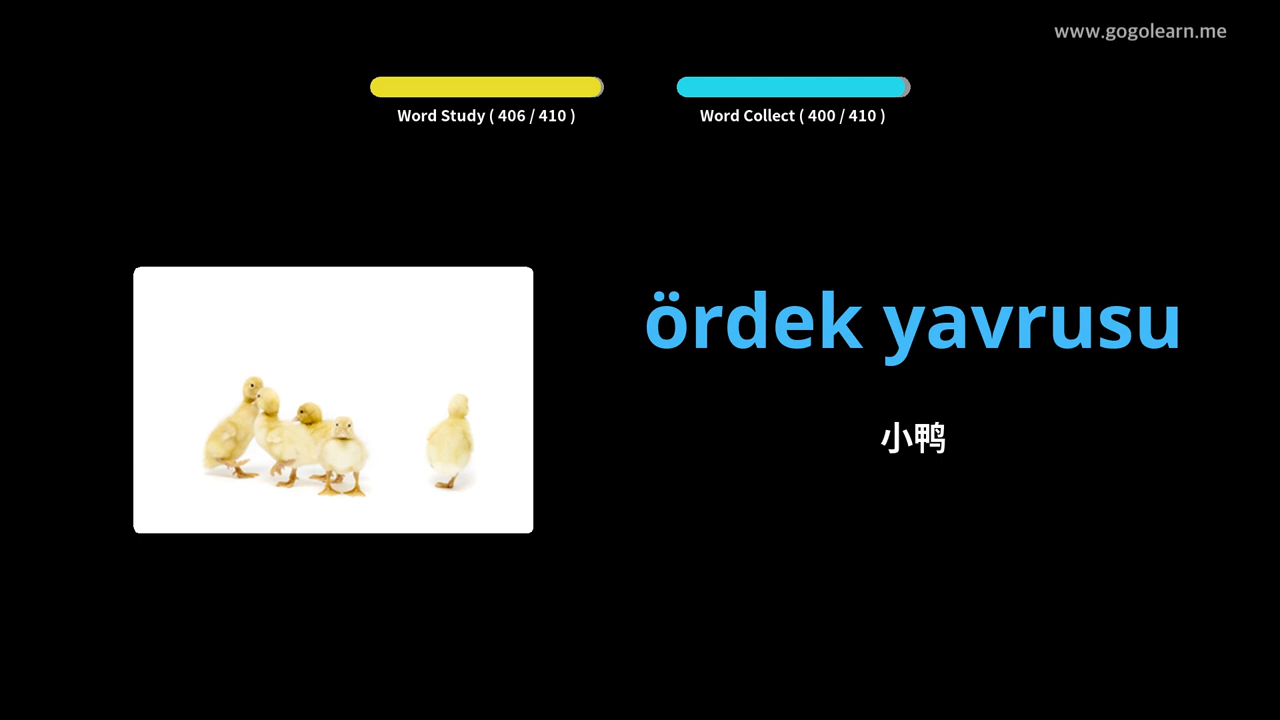 www.gogolearn.me
Word Study ( 406 / 410 )
Word Collect ( 400 / 410 )
ördek yavrusu
小鸭